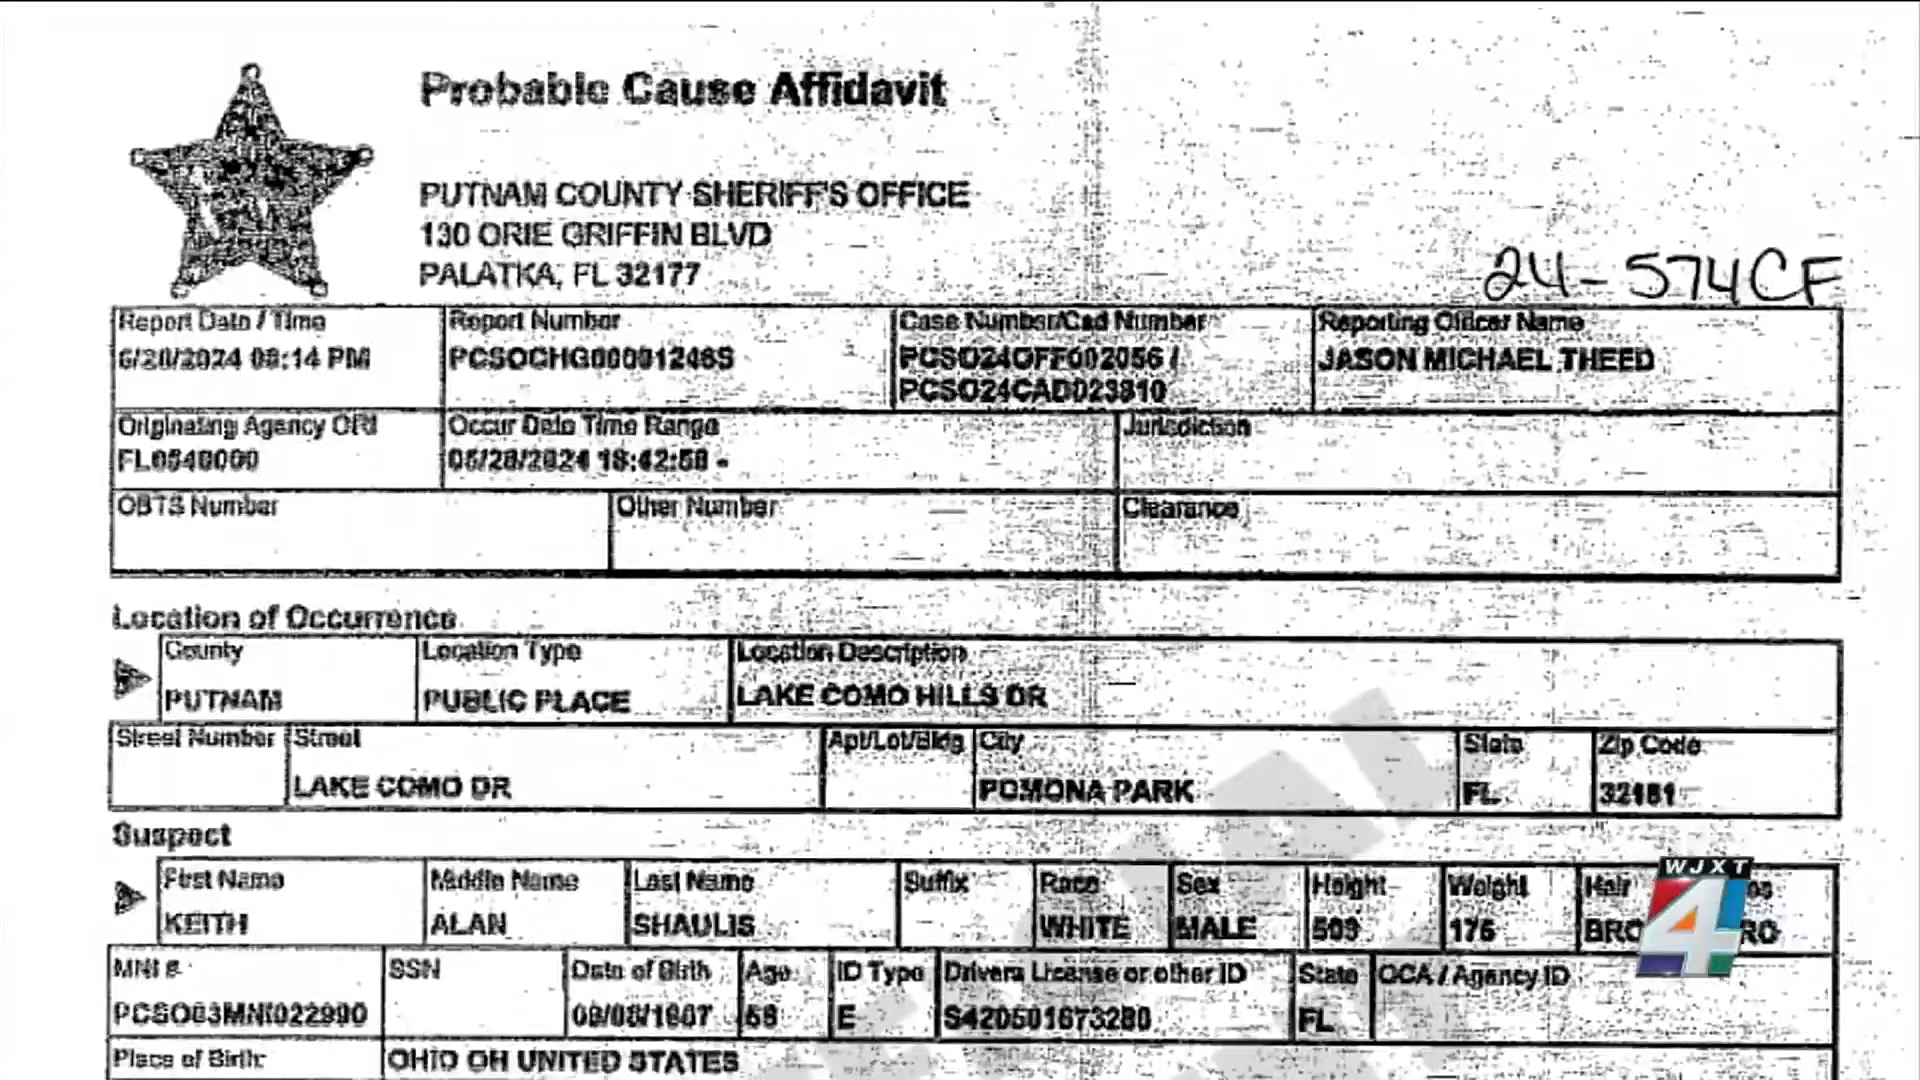 Probable Cause Affidavit
PUTNAM COUNTY SHERIFF'S OFFICE
130 ORIE GRIFFIN BLVD
PALATKA, FL 32177
24-574CF
Report Date / Time Report Number Case Number/Cad Number Reporting Officer Name
PCSO24OFF002056 / JASON MICHAEL THEED
PCSO24CAD023810
Originating Agency ORI Occur Date Time Range Jurisdiction
OBTS Number Other Number Clearance
Location of Occurrence
County Location Type Location Description
PUTNAM PUBLIC PLACE LAKE COMO HILLS DR
Street Number Street Apt/Lot/Bldg City State Zip Code
LAKE COMO DR POMONA PARK FL 32181
Suspect
First Name Middle Name Last Name Suffix Race Sex Height Weight Hair
KEITH ALAN SHAULIS WHITE MALE 509 175 BRO
WJXT
4
MNI # SSN Date of Birth Age ID Type Drivers License or other ID State OCA / Agency ID
E FL
Place of Birth: OHIO OH UNITED STATES